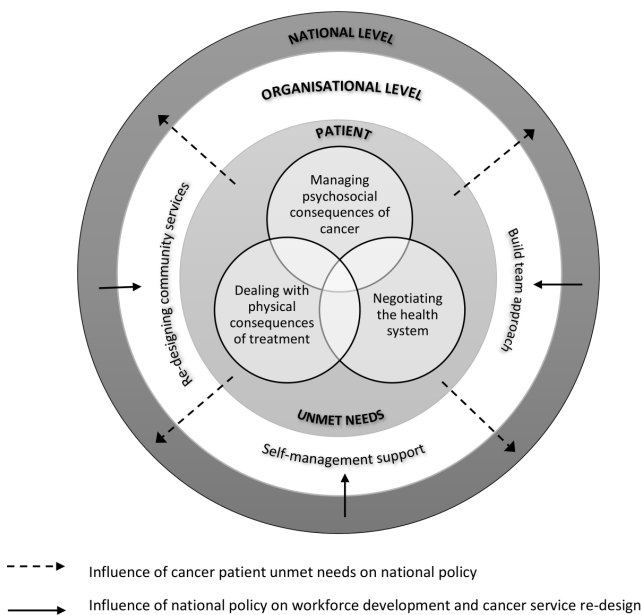 NATIONAL LEVEL
ORGANISATIONAL LEVEL
PATIENT
Managing
psychosocial
consequences of
cancer
Dealing with
physical
consequences
of treatment
Negotiating
the health
system
Re-designing community services
Build team approach
UNMET NEEDS
Self-management support
Influence of cancer patient unmet needs on national policy
Influence of national policy on workforce development and cancer service re-design